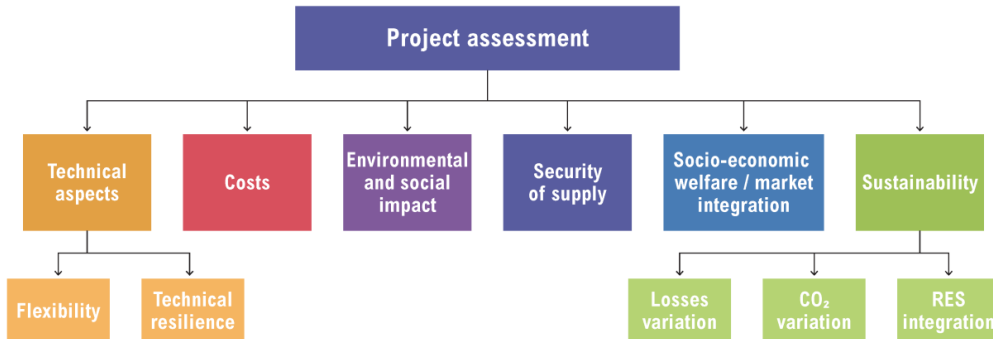 Project assessment
Technical
aspects
Costs
Environmental
and social
impact
Security
of supply
Socio-economic
welfare / market
integration
Sustainability
Flexibility
Technical
resilience
Losses
variation
CO₂
variation
RES
integration